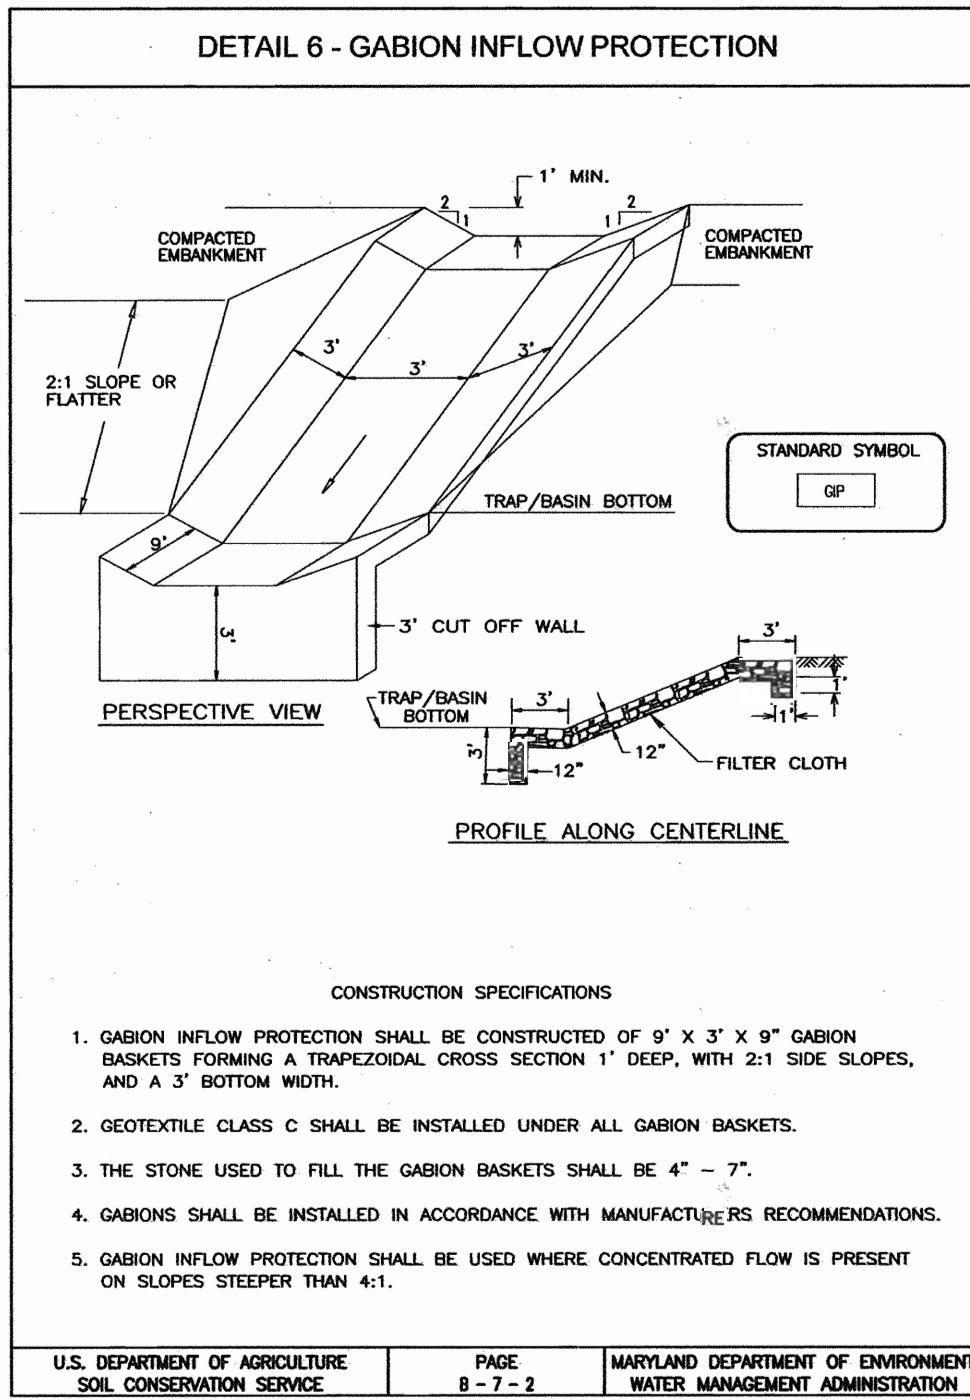 DETAIL 6 - GABION INFLOW PROTECTION
1' MIN.
2
1
2
1
COMPACTED
EMBANKMENT
COMPACTED
EMBANKMENT
3'
3'
3'
2:1 SLOPE OR
FLATTER
STANDARD SYMBOL
GIP
TRAP/BASIN BOTTOM
9'
3'
3' CUT OFF WALL
PERSPECTIVE VIEW
3'
1'
1'
TRAP/BASIN
BOTTOM
3'
3'
12"
12"
FILTER CLOTH
PROFILE ALONG CENTERLINE
CONSTRUCTION SPECIFICATIONS
1. GABION INFLOW PROTECTION SHALL BE CONSTRUCTED OF 9' X 3' X 9" GABION
BASKETS FORMING A TRAPEZOIDAL CROSS SECTION 1' DEEP, WITH 2:1 SIDE SLOPES,
AND A 3' BOTTOM WIDTH.
2. GEOTEXTILE CLASS C SHALL BE INSTALLED UNDER ALL GABION BASKETS.
3. THE STONE USED TO FILL THE GABION BASKETS SHALL BE 4" - 7".
4. GABIONS SHALL BE INSTALLED IN ACCORDANCE WITH MANUFACTURERS RECOMMENDATIONS.
5. GABION INFLOW PROTECTION SHALL BE USED WHERE CONCENTRATED FLOW IS PRESENT
ON SLOPES STEEPER THAN 4:1.
U.S. DEPARTMENT OF AGRICULTURE
SOIL CONSERVATION SERVICE
PAGE
B - 7 - 2
MARYLAND DEPARTMENT OF ENVIRONMENT
WATER MANAGEMENT ADMINISTRATION